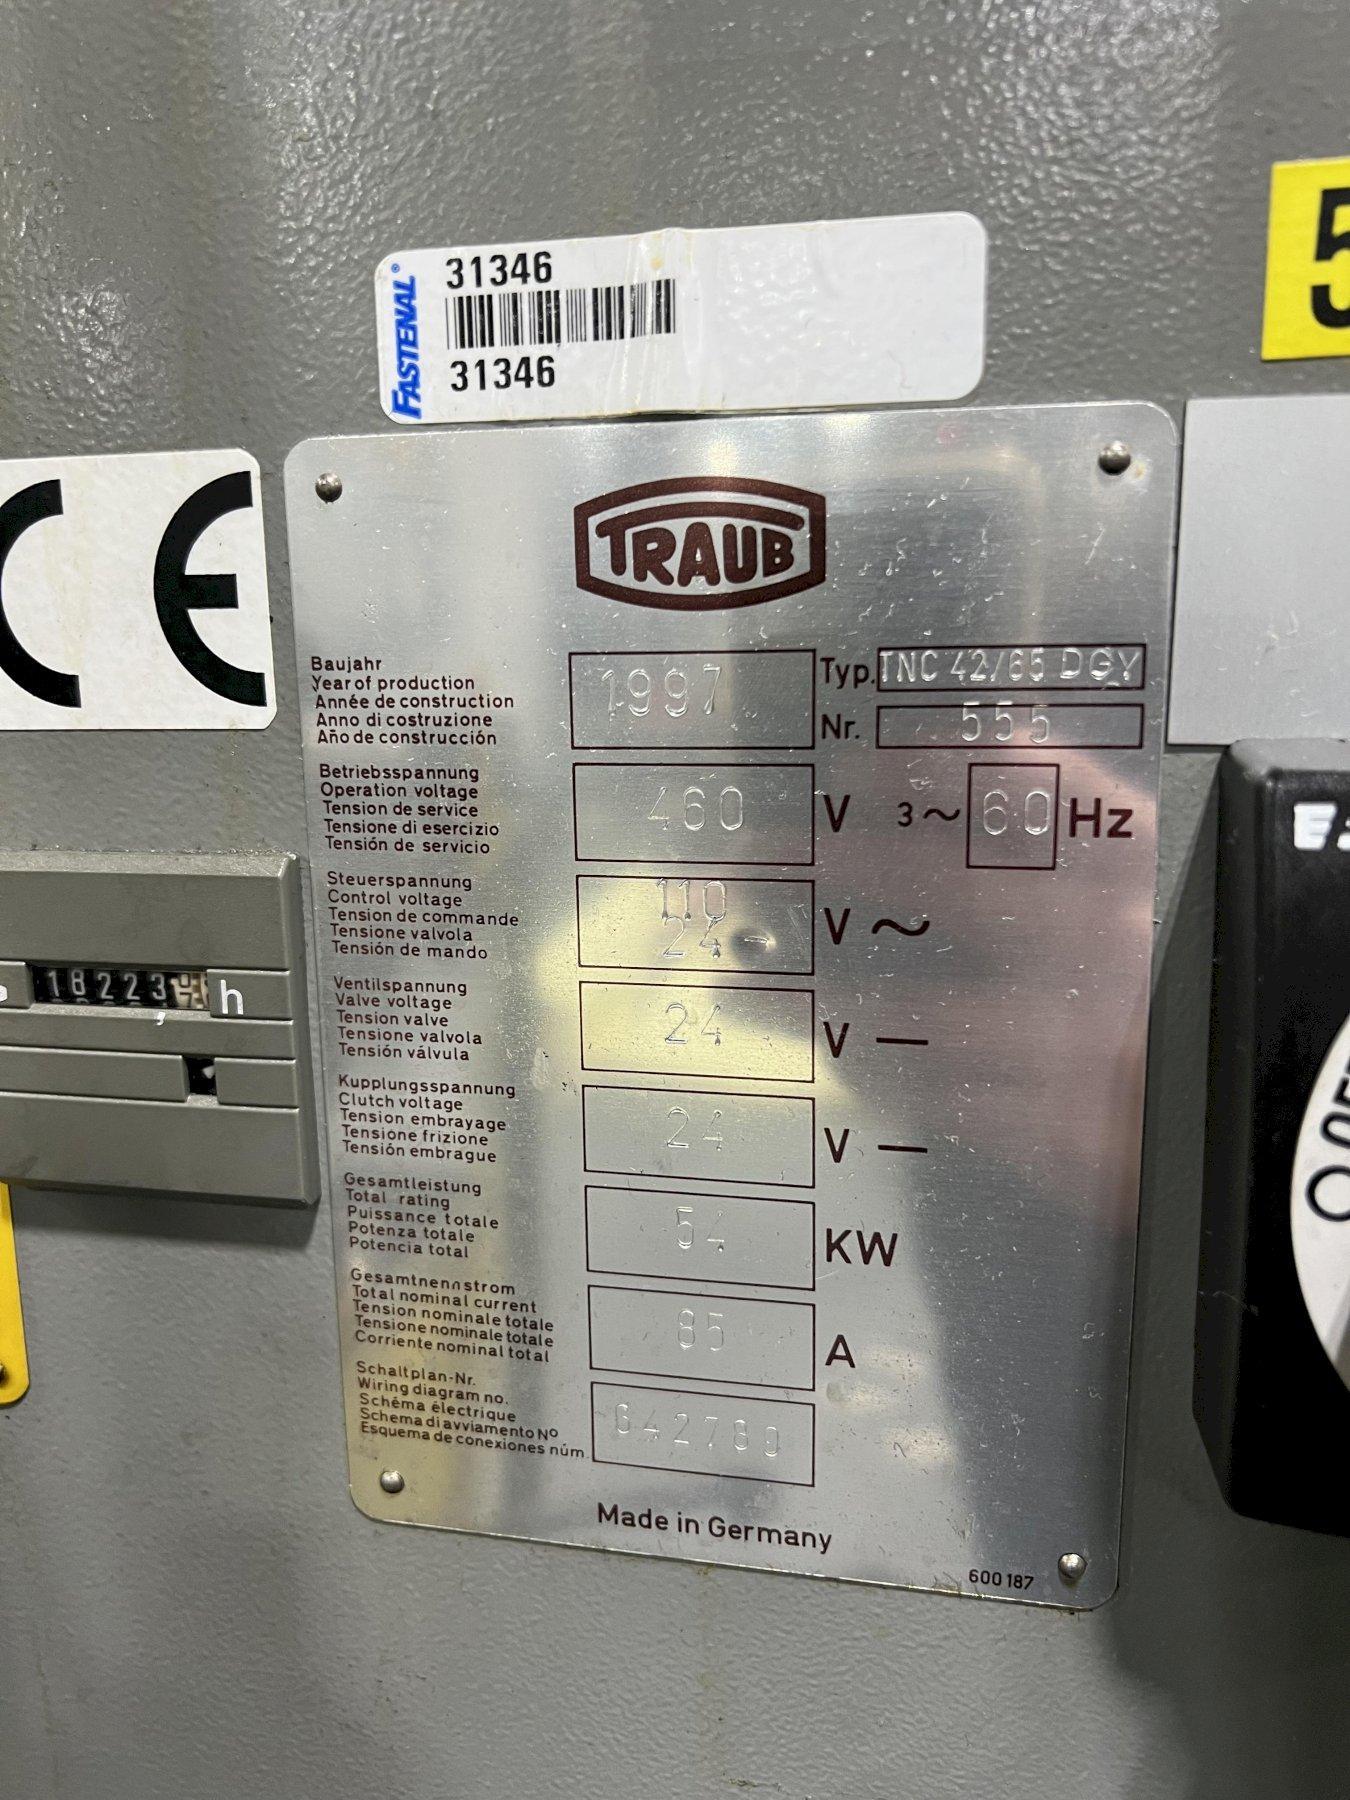 31346
FASTENAL®
31346
5
CE
TRAUB
Baujahr
Year of production
Année de construction
Anno di costruzione
Año de construcción
1997
Typ. TNC 42/65 DGY
Nr. 555
Betriebsspannung
Operation voltage
Tension de service
Tensione di esercizio
Tensión de servicio
460 V 3~ 60 Hz
Steuerspannung
Control voltage
Tension de commande
Tensione valvola
Tensión de mando
110
24 -
V ~
18223
h
Ventilspannung
Valve voltage
Tension valve
Tensione valvola
Tensión válvula
24 V —
Kupplungsspannung
Clutch voltage
Tension embrayage
Tensione frizione
Tensión embrague
24 V —
Gesamtleistung
Total rating
Puissance totale
Potenza totale
Potencia total
54 KW
Gesamtnennstrom
Total nominal current
Tension nominale totale
Tensione nominale totale
Corriente nominal total
85 A
Schaltplan-Nr.
Wiring diagram no.
Schéma électrique
Schema di avviamento Nº
Esquema de conexiones núm.
642780
Made in Germany
600 187